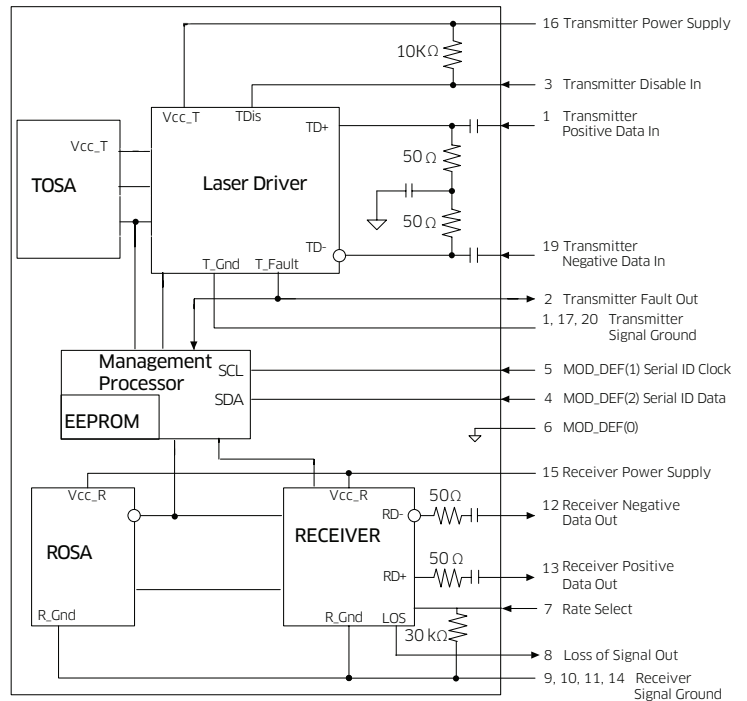 16 Transmitter Power Supply
10KΩ
3 Transmitter Disable In
Vcc_T
TDis
TD+
1 Transmitter
Positive Data In
Vcc_T
TOSA
Laser Driver
50 Ω
50 Ω
TD-
19 Transmitter
Negative Data In
T_Gnd
T_Fault
2 Transmitter Fault Out
1, 17, 20 Transmitter
Signal Ground
Management
Processor
SCL
5 MOD_DEF(1) Serial ID Clock
SDA
4 MOD_DEF(2) Serial ID Data
EEPROM
6 MOD_DEF(0)
15 Receiver Power Supply
Vcc_R
Vcc_R
50Ω
RD-
12 Receiver Negative
Data Out
ROSA
RECEIVER
50 Ω
RD+
13 Receiver Positive
Data Out
7 Rate Select
R_Gnd
R_Gnd
LOS
30 kΩ
8 Loss of Signal Out
9, 10, 11, 14 Receiver
Signal Ground